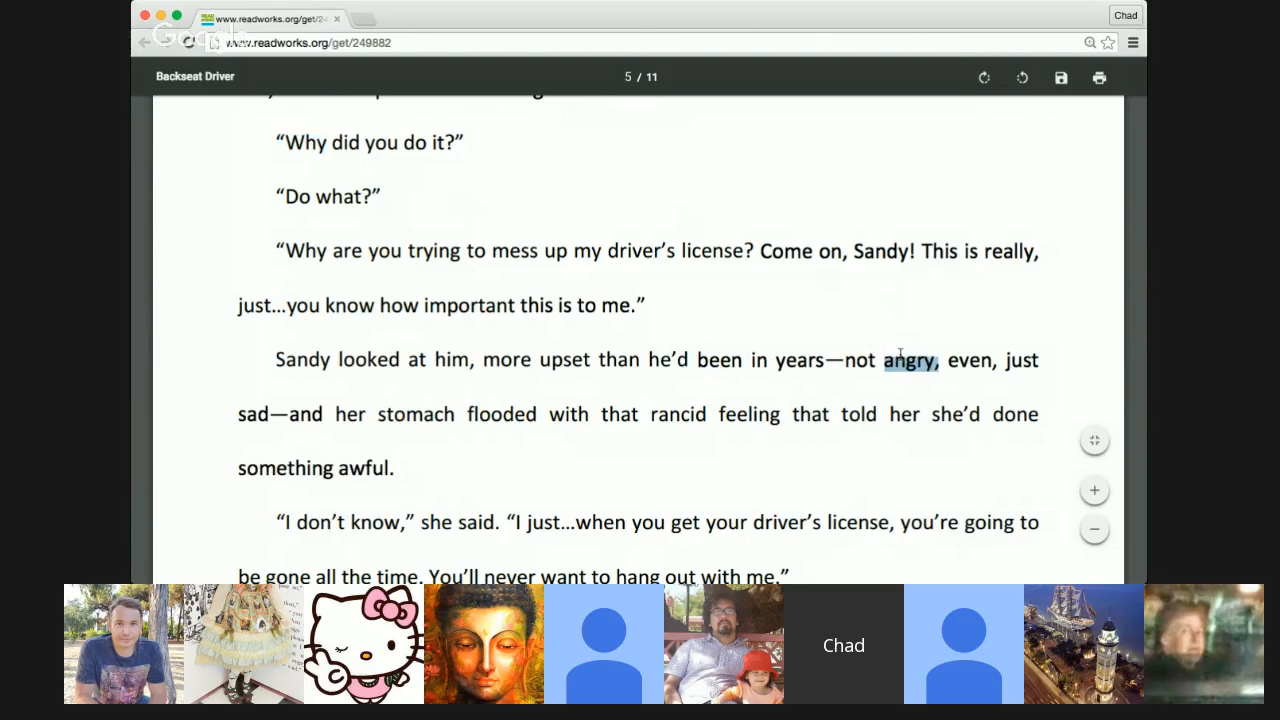 www.readworks.org/get/24
Chad
Google
www.readworks.org/get/249882
Backseat Driver
5 / 11
“Why did you do it?”
“Do what?”
“Why are you trying to mess up my driver’s license? Come on, Sandy! This is really,
just…you know how important this is to me.”
Sandy looked at him, more upset than he’d been in years—not angry, even, just
sad—and her stomach flooded with that rancid feeling that told her she’d done
something awful.
“I don’t know,” she said. “I just…when you get your driver’s license, you’re going to
be gone all the time. You’ll never want to hang out with me.”
Chad